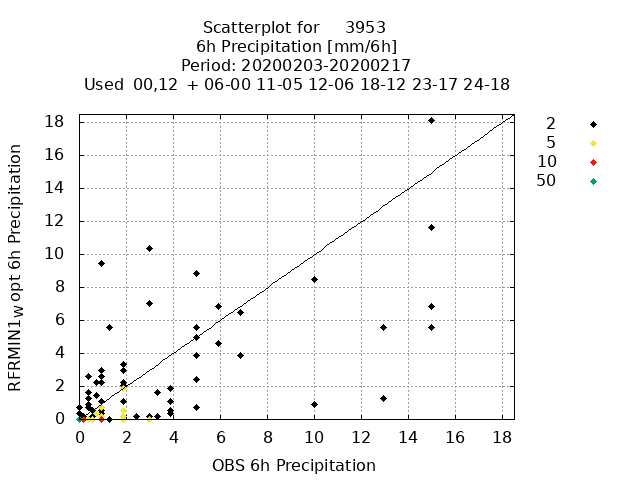 Scatterplot for 3953
6h Precipitation [mm/6h]
Period: 20200203-20200217
Used 00,12 + 06-00 11-05 12-06 18-12 23-17 24-18
18
16
14
12
10
8
6
4
2
0
RFRMIN1w opt 6h Precipitation
0 2 4 6 8 10 12 14 16 18
OBS 6h Precipitation
2
5
10
50